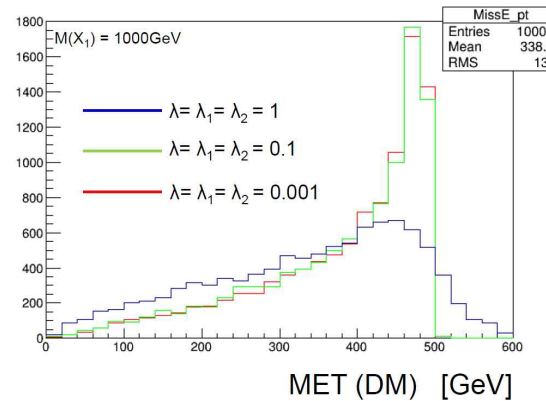 MissE_pt
Entries 1000
Mean 338.
RMS 13
M(X₁) = 1000GeV
λ= λ₁= λ₂= 1
λ= λ₁= λ₂= 0.1
λ= λ₁= λ₂= 0.001
1800
1600
1400
1200
1000
800
600
400
200
0
0 100 200 300 400 500 600
MET (DM) [GeV]